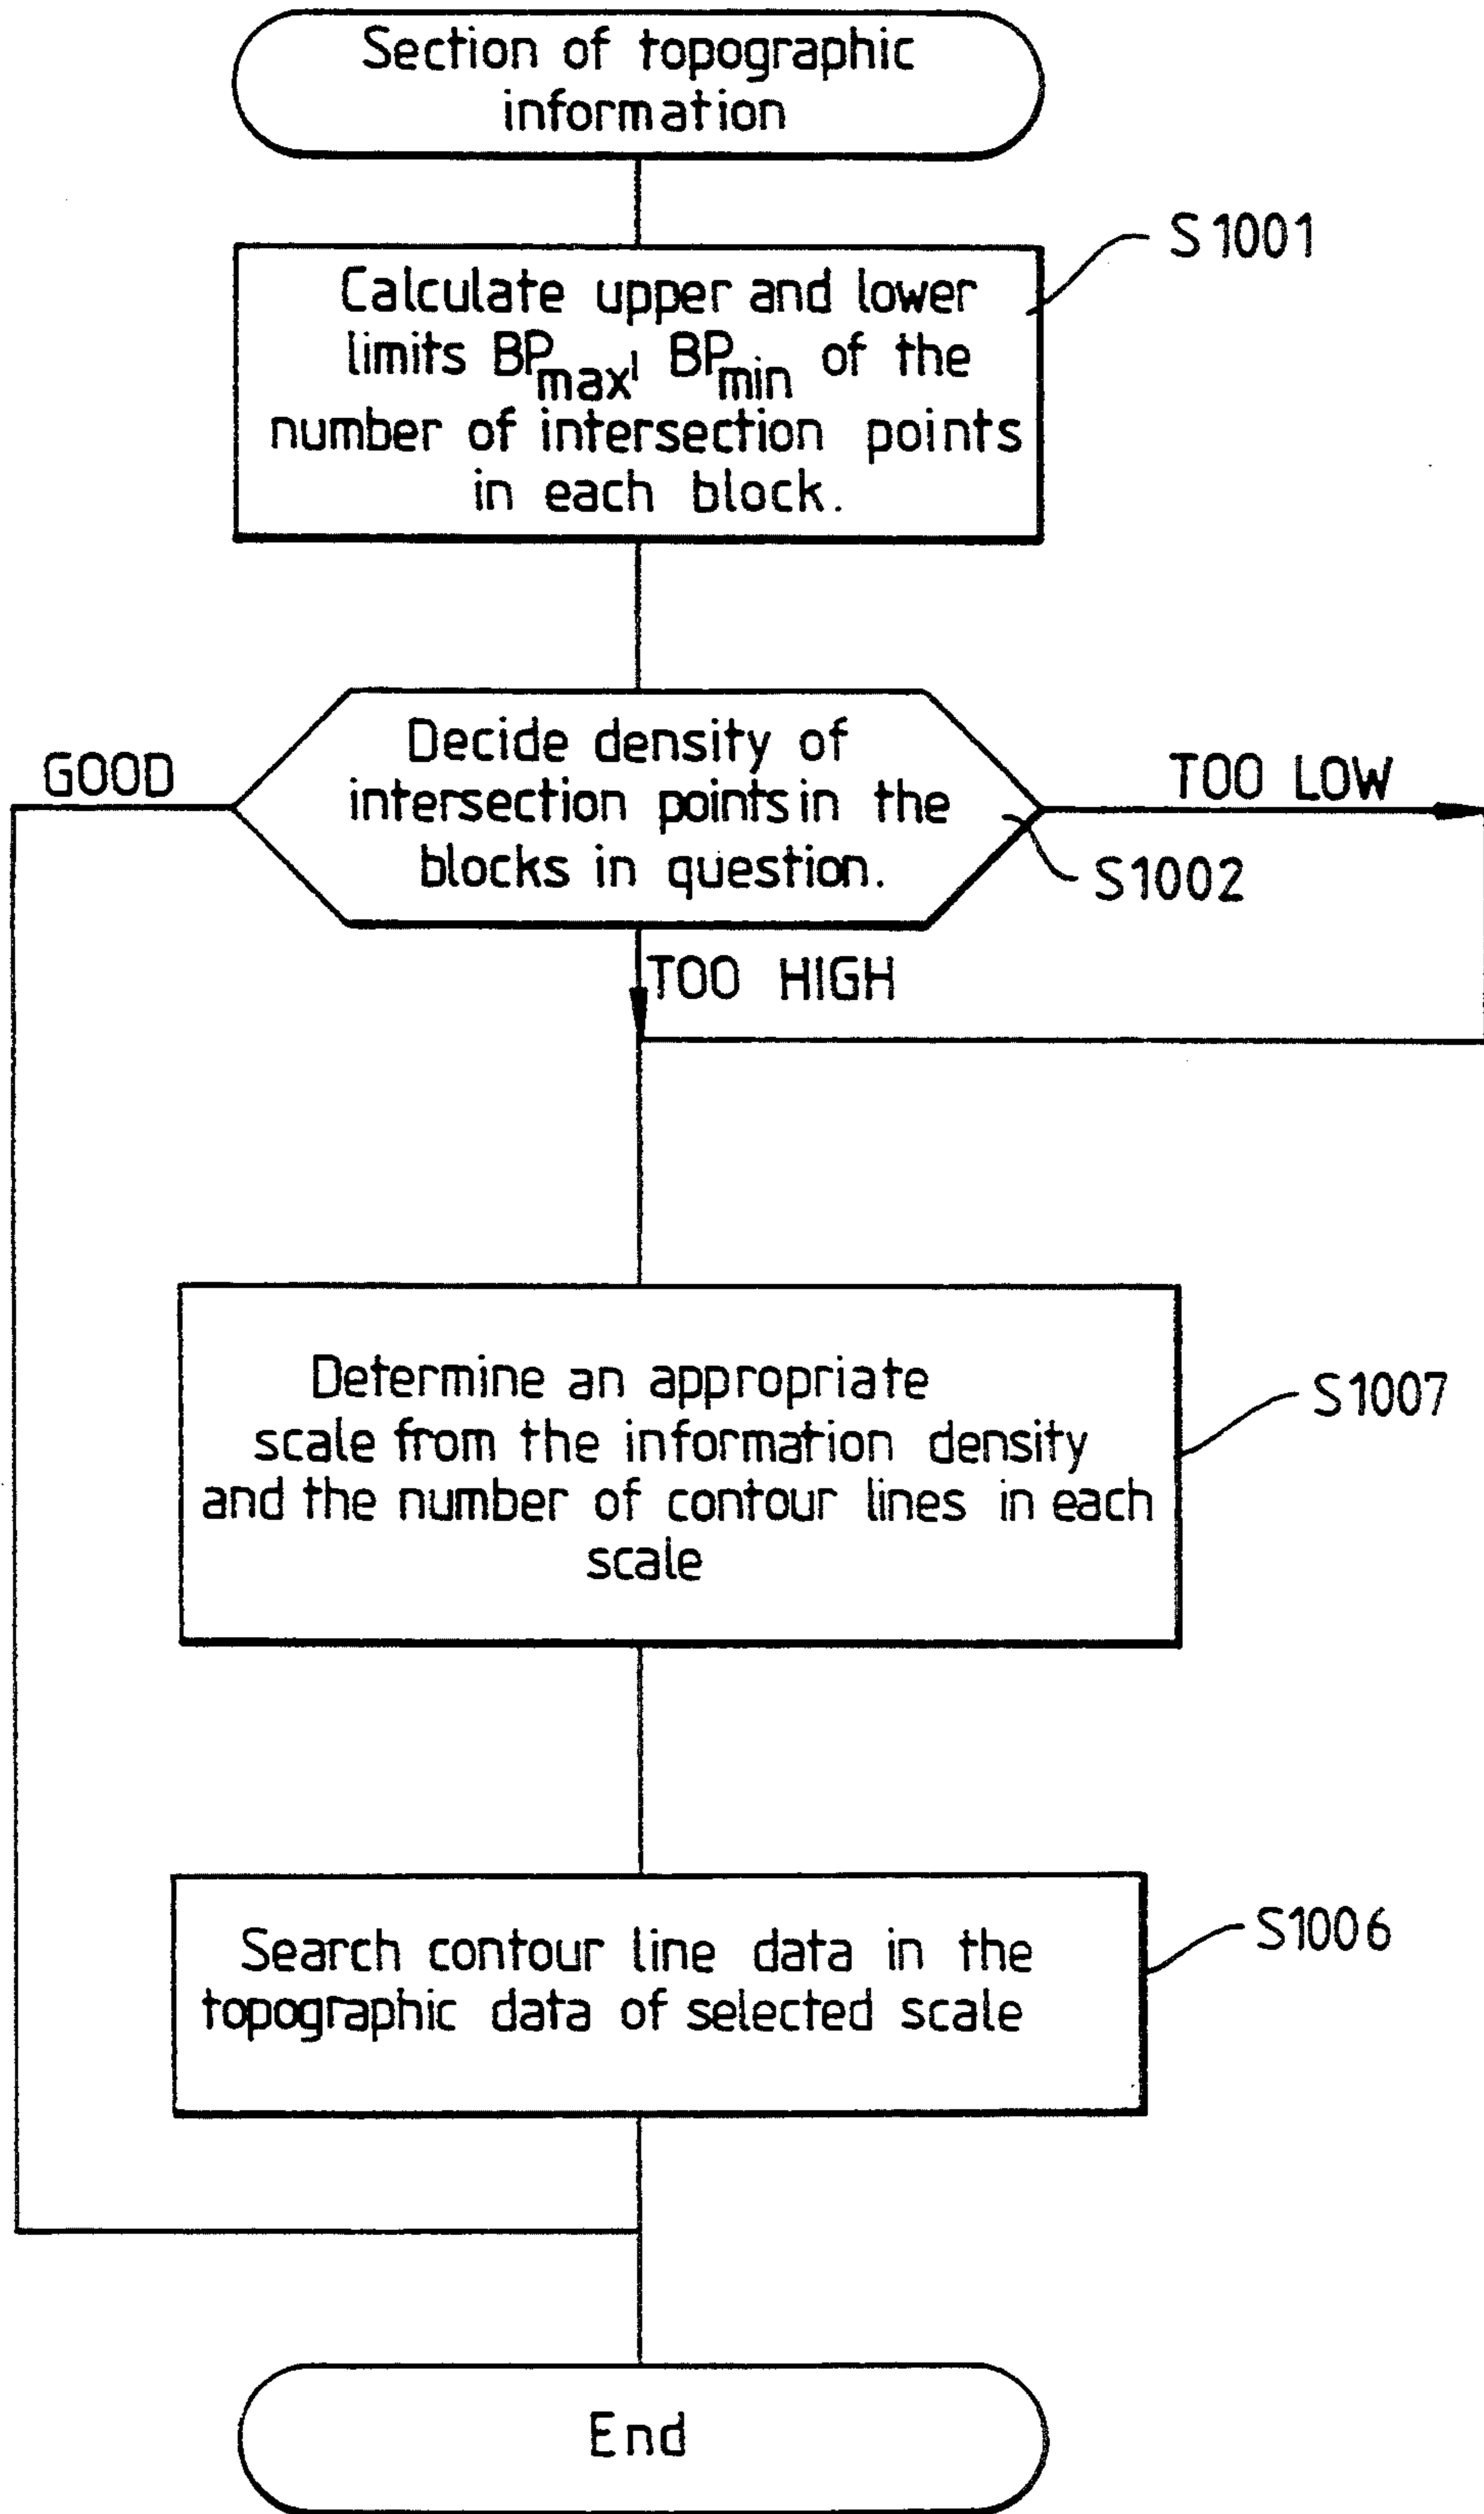 Section of topographic
information
S1001
Calculate upper and lower
limits BPmax, BPmin of the
number of intersection points
in each block.
GOOD
Decide density of
intersection points in the
blocks in question.
TOO LOW
S1002
TOO HIGH
Determine an appropriate
scale from the information density
and the number of contour lines in each
scale
S1007
Search contour line data in the
topographic data of selected scale
S1006
End